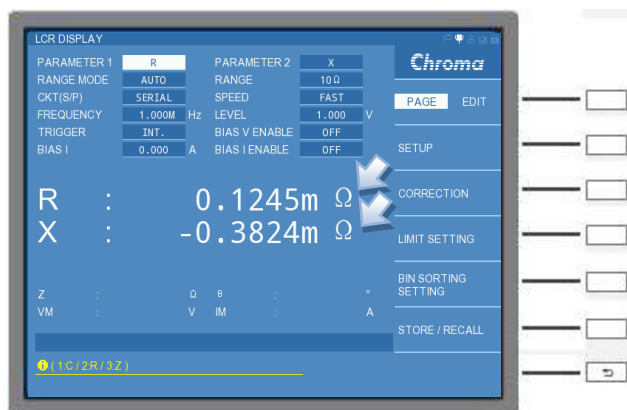 LCR DISPLAY
Chroma
PARAMETER 1 R PARAMETER 2 X
RANGE MODE AUTO RANGE 10Ω
CKT(S/P) SERIAL SPEED FAST
FREQUENCY 1.000M Hz LEVEL 1.000 V
TRIGGER INT. BIAS V ENABLE OFF
BIAS I 0.000 A BIAS I ENABLE OFF
R : 0.1245m Ω
X : -0.3824m Ω
Z : Ω θ : °
VM : V IM : A
( 1:C / 2:R / 3:Z )
PAGE EDIT
SETUP
CORRECTION
LIMIT SETTING
BIN SORTING
SETTING
STORE / RECALL